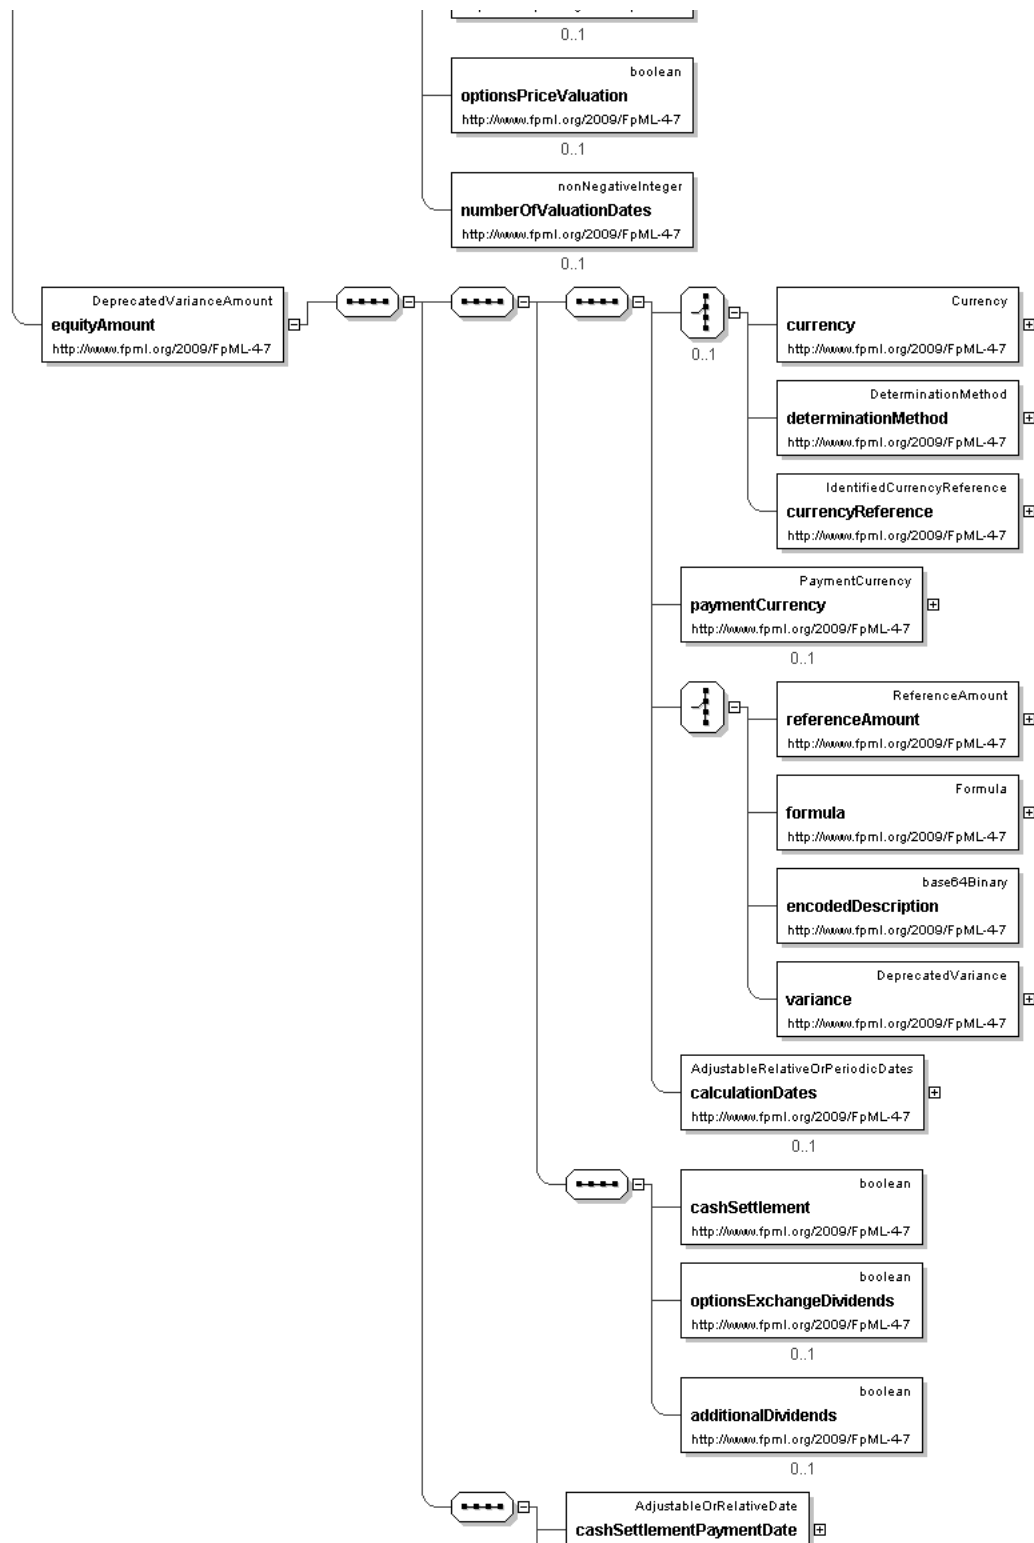 0..1
boolean
optionsPriceValuation
http://www.fpml.org/2009/FpML-4-7
0..1
nonNegativeInteger
numberOfValuationDates
http://www.fpml.org/2009/FpML-4-7
0..1
DeprecatedVarianceAmount
equityAmount
http://www.fpml.org/2009/FpML-4-7
0..1
Currency
currency
http://www.fpml.org/2009/FpML-4-7
DeterminationMethod
determinationMethod
http://www.fpml.org/2009/FpML-4-7
IdentifiedCurrencyReference
currencyReference
http://www.fpml.org/2009/FpML-4-7
PaymentCurrency
paymentCurrency
http://www.fpml.org/2009/FpML-4-7
0..1
ReferenceAmount
referenceAmount
http://www.fpml.org/2009/FpML-4-7
Formula
formula
http://www.fpml.org/2009/FpML-4-7
base64Binary
encodedDescription
http://www.fpml.org/2009/FpML-4-7
DeprecatedVariance
variance
http://www.fpml.org/2009/FpML-4-7
AdjustableRelativeOrPeriodicDates
calculationDates
http://www.fpml.org/2009/FpML-4-7
0..1
boolean
cashSettlement
http://www.fpml.org/2009/FpML-4-7
boolean
optionsExchangeDividends
http://www.fpml.org/2009/FpML-4-7
0..1
boolean
additionalDividends
http://www.fpml.org/2009/FpML-4-7
0..1
AdjustableOrRelativeDate
cashSettlementPaymentDate